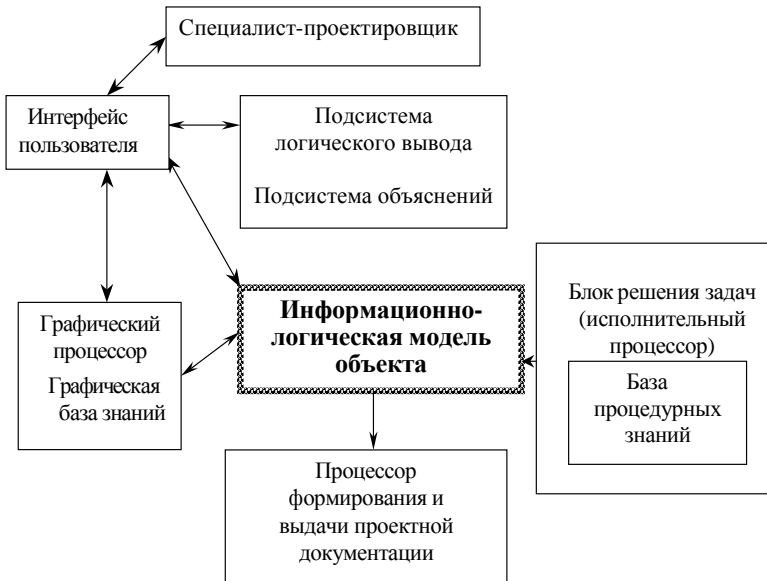 Специалист-проектировщик
Интерфейс
пользователя
Подсистема
логического вывода
Подсистема объяснений
Блок решения задач
(исполнительный
процессор)
База
процедурных
знаний
Информационно-
логическая модель
объекта
Графический
процессор
Графическая
база знаний
Процессор
формирования и
выдачи проектной
документации